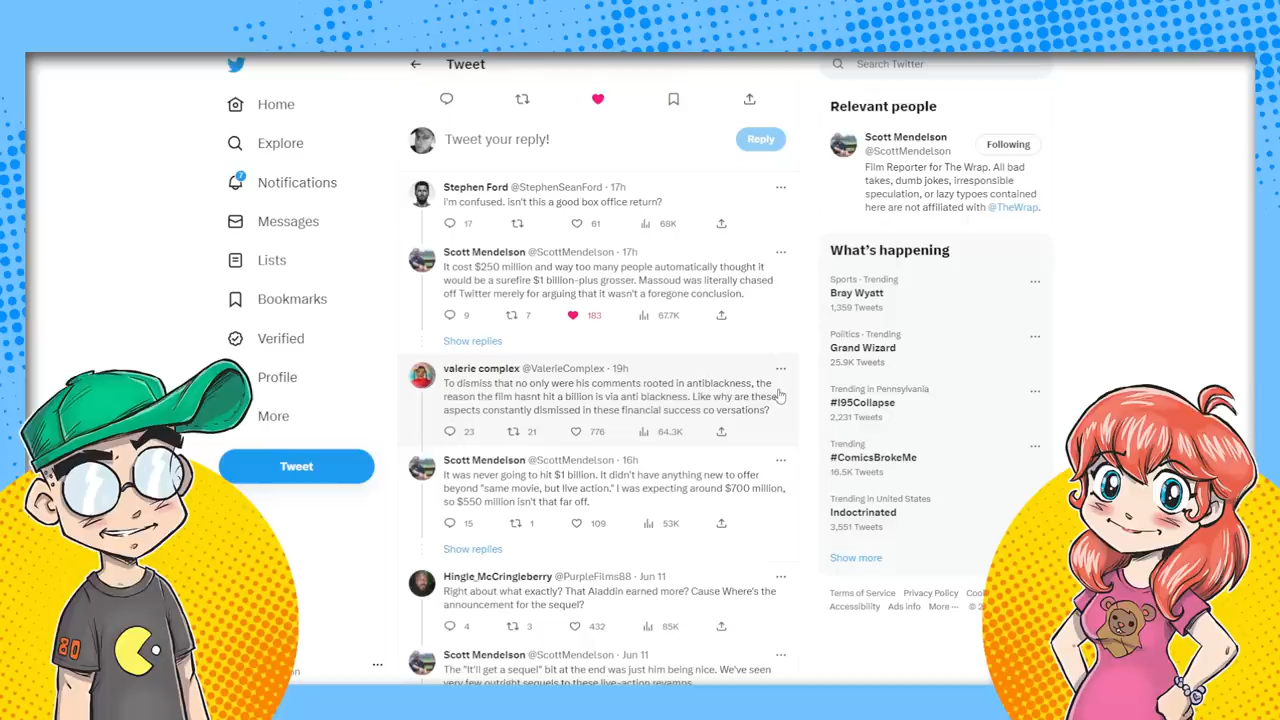 Tweet
Search Twitter
Home
Explore
Notifications
7
Messages
Lists
Bookmarks
Verified
Profile
More
Tweet
Tweet your reply!
Reply
Stephen Ford @StephenSeanFord · 17h
i'm confused. isn't this a good box office return?
17 61 68K
Scott Mendelson @ScottMendelson · 17h
It cost $250 million and way too many people automatically thought it
would be a surefire $1 billion-plus grosser. Massoud was literally chased
off Twitter merely for arguing that it wasn't a foregone conclusion.
9 7 183 67.7K
Show replies
valerie complex @ValerieComplex · 19h
To dismiss that no only were his comments rooted in antiblackness, the
reason the film hasnt hit a billion is via anti blackness. Like why are these
aspects constantly dismissed in these financial success co versations?
23 21 776 64.3K
Scott Mendelson @ScottMendelson · 16h
It was never going to hit $1 billion. It didn't have anything new to offer
beyond "same movie, but live action." I was expecting around $700 million,
so $550 million isn't that far off.
15 1 109 53K
Show replies
Hingle_McCringleberry @PurpleFilms88 · Jun 11
Right about what exactly? That Aladdin earned more? Cause Where's the
announcement for the sequel?
4 3 432 85K
Scott Mendelson @ScottMendelson · Jun 11
The "It'll get a sequel" bit at the end was just him being nice. We've seen
very few outright sequels to these live-action revamps.
Relevant people
Scott Mendelson
@ScottMendelson
Following
Film Reporter for The Wrap. All bad
takes, dumb jokes, irresponsible
speculation, or lazy typoes contained
here are not affiliated with @TheWrap.
What's happening
Sports · Trending
Bray Wyatt
1,359 Tweets
Politics · Trending
Grand Wizard
25.9K Tweets
Trending in Pennsylvania
#I95Collapse
2,231 Tweets
Trending
#ComicsBrokeMe
16.5K Tweets
Trending in United States
Indoctrinated
3,551 Tweets
Show more
Terms of Service Privacy Policy
Accessibility Ads info More ···
80